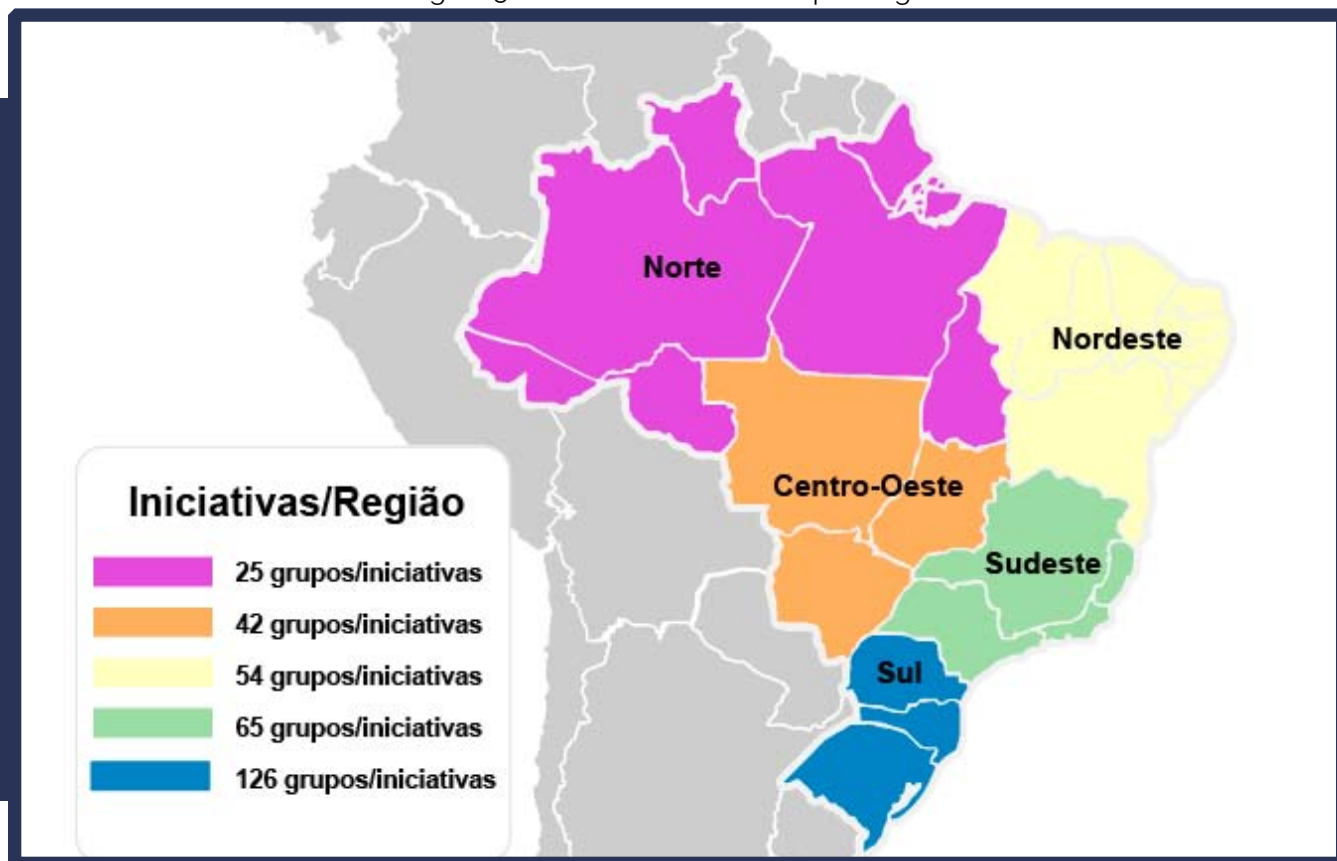 Norte
Nordeste
Centro-Oeste
Sudeste
Sul
Iniciativas/Região
25 grupos/iniciativas
42 grupos/iniciativas
54 grupos/iniciativas
65 grupos/iniciativas
126 grupos/iniciativas